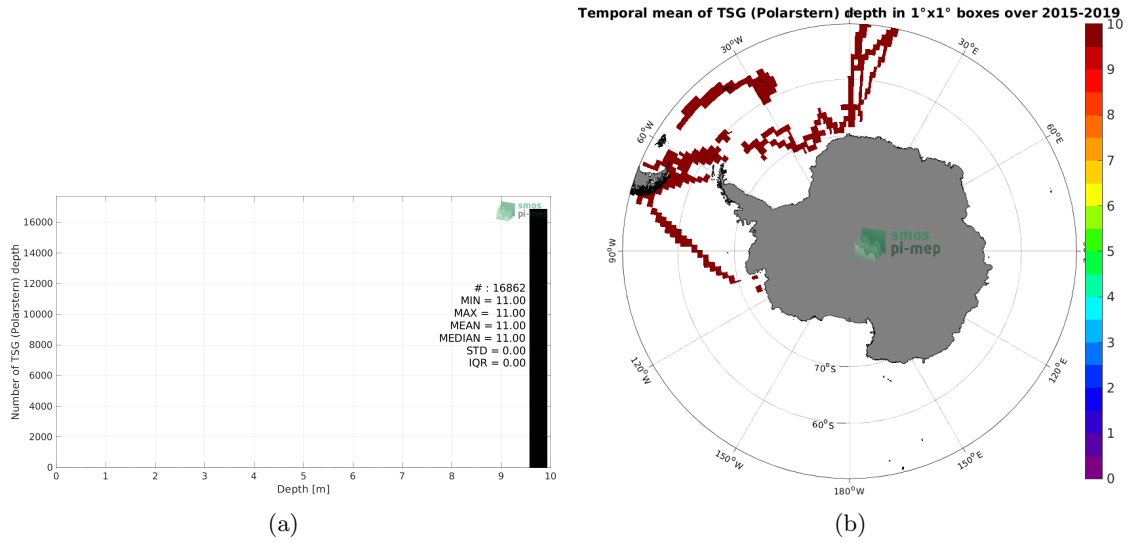 Temporal mean of TSG (Polarstern) depth in 1°x1° boxes over 2015-2019
Number of TSG (Polarstern) depth
16000
14000
12000
10000
8000
6000
4000
2000
0
smos
pi-mep
# : 16862
MIN = 11.00
MAX = 11.00
MEAN = 11.00
MEDIAN = 11.00
STD = 0.00
IQR = 0.00
0 1 2 3 4 5 6 7 8 9 10
Depth [m]
(a)
30°W
30°E
60°W
60°E
90°W
smos
pi-mep
120°W
120°E
70°S
60°S
150°W
150°E
180°W
10
9
8
7
6
5
4
3
2
1
0
(b)